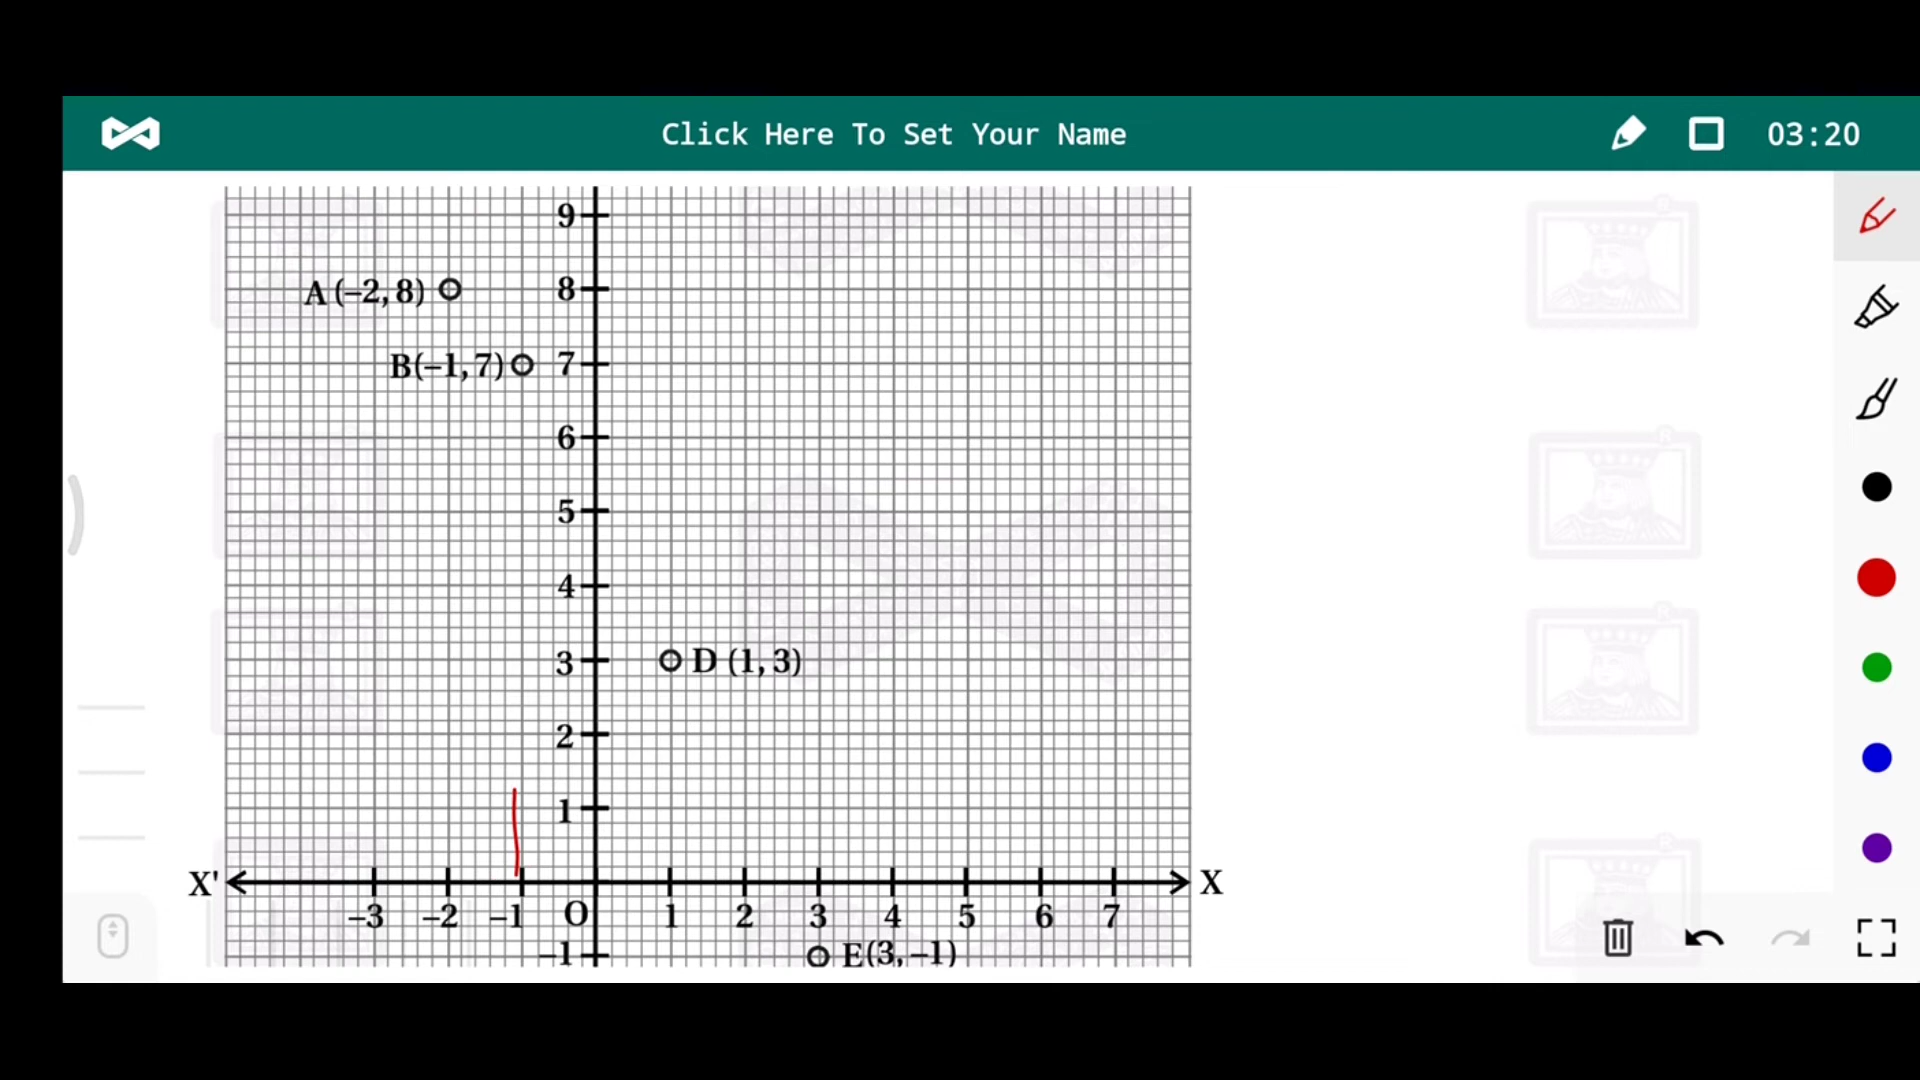 Click Here To Set Your Name
03:20
9
A (–2, 8)
8
B(–1, 7)
7
6
5
4
3
D (1, 3)
2
1
X'
X
–3 –2 –1 O 1 2 3 4 5 6 7
–1
E(3, –1)